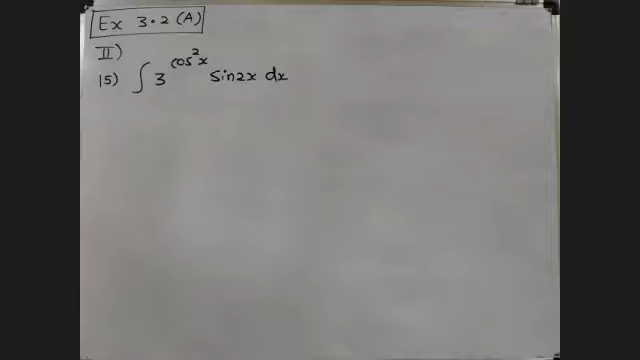 Ex 3.2 (A)
II)
15) ∫ 3^cos²x sin2x dx